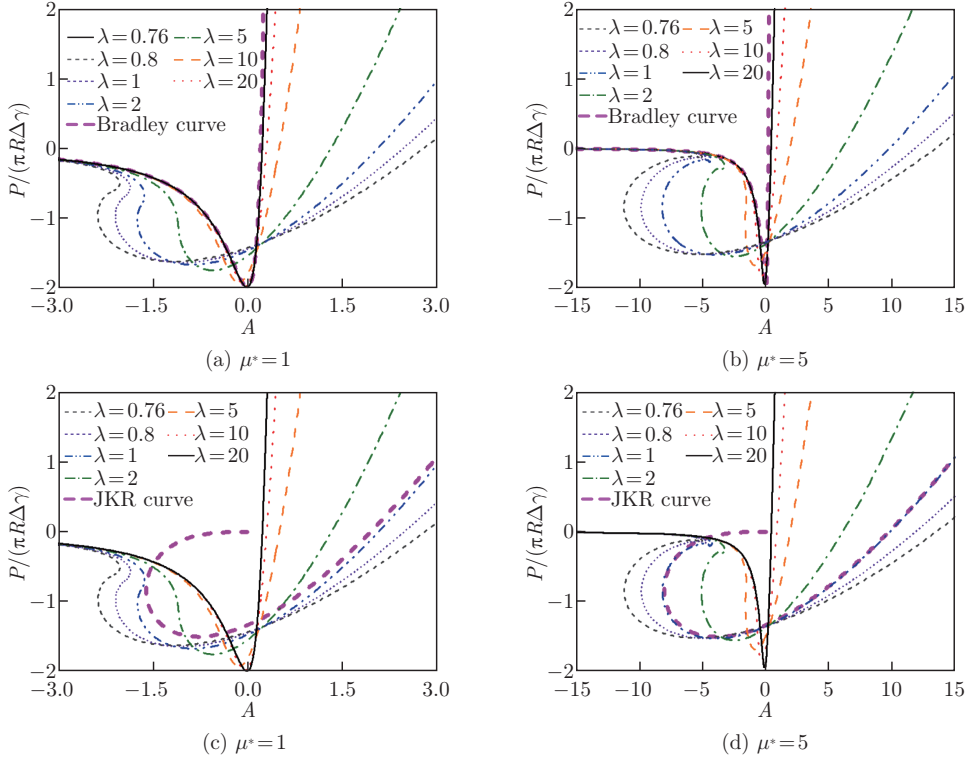 2
λ=0.76 λ=5
λ=0.8 λ=10
λ=1 λ=20
λ=2
Bradley curve
1
0
−1
−2
P/(πRΔγ)
−3.0 −1.5 0.0 1.5 3.0
A
(a) μ*=1
2
λ=0.76 λ=5
λ=0.8 λ=10
λ=1 λ=20
λ=2
Bradley curve
1
0
−1
−2
P/(πRΔγ)
−15 −10 −5 0 5 10 15
A
(b) μ*=5
2
λ=0.76 λ=5
λ=0.8 λ=10
λ=1 λ=20
λ=2
JKR curve
1
0
−1
−2
P/(πRΔγ)
−3.0 −1.5 0.0 1.5 3.0
A
(c) μ*=1
2
λ=0.76 λ=5
λ=0.8 λ=10
λ=1 λ=20
λ=2
JKR curve
1
0
−1
−2
P/(πRΔγ)
−15 −10 −5 0 5 10 15
A
(d) μ*=5